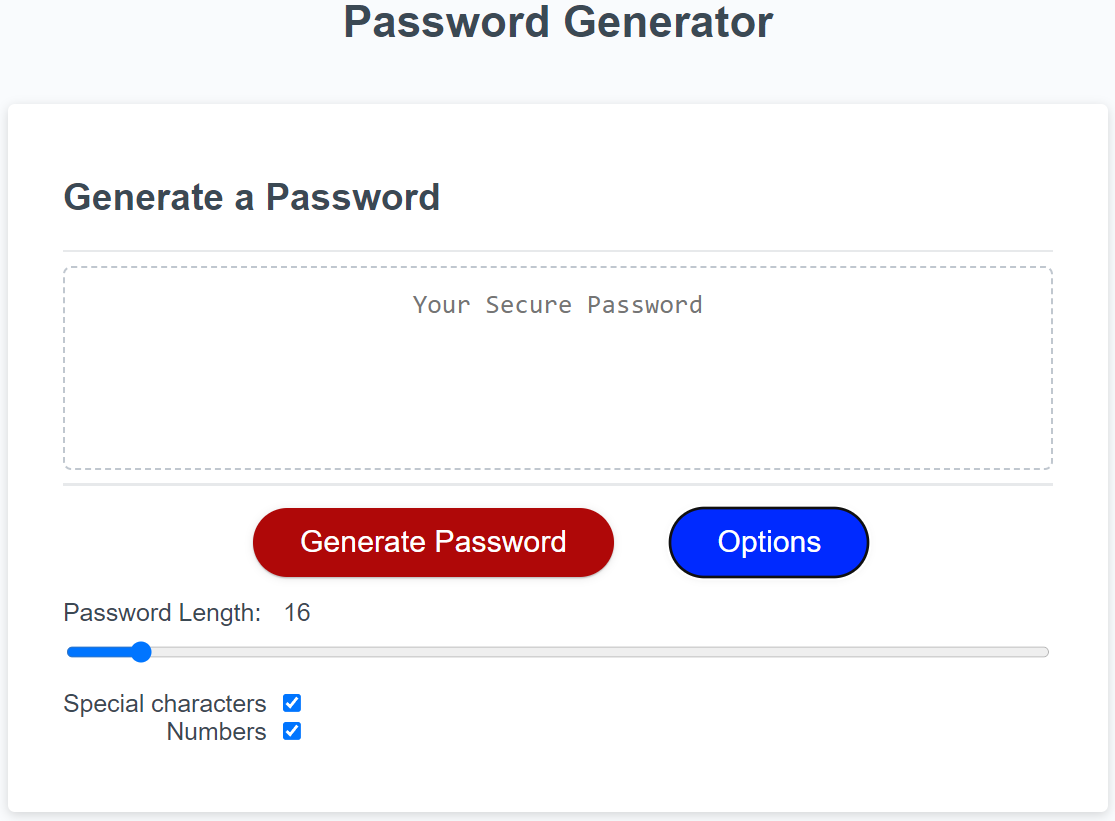 Password Generator
Generate a Password
Your Secure Password
Generate Password Options
Password Length: 16
Special characters
Numbers